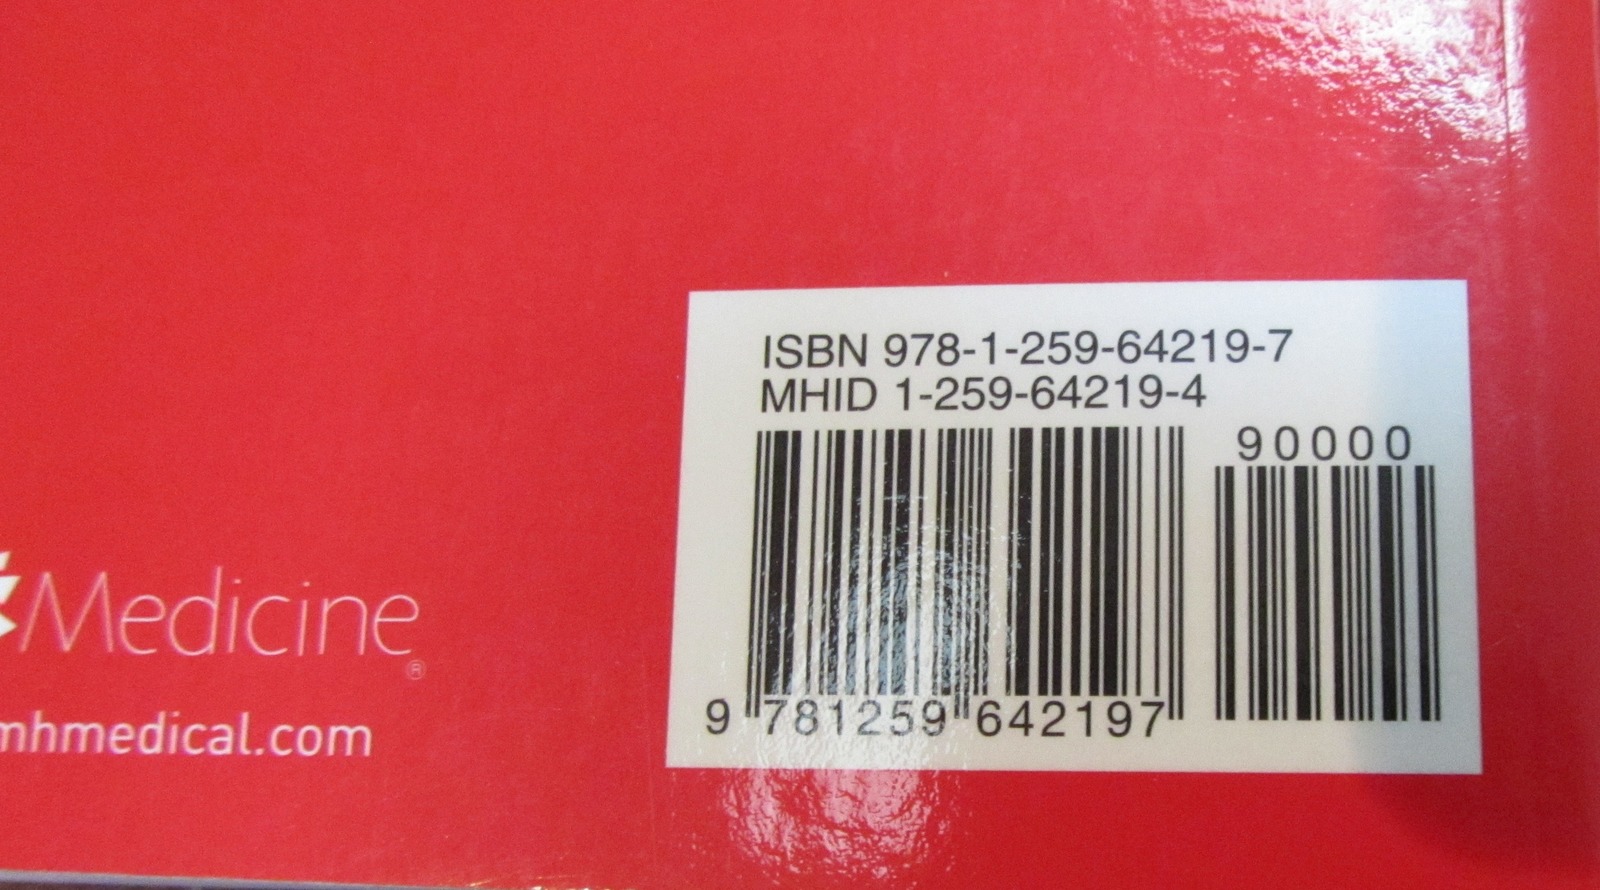 ISBN 978-1-259-64219-7
MHID 1-259-64219-4
90000
9 781259 642197
Medicine®
mhmedical.com